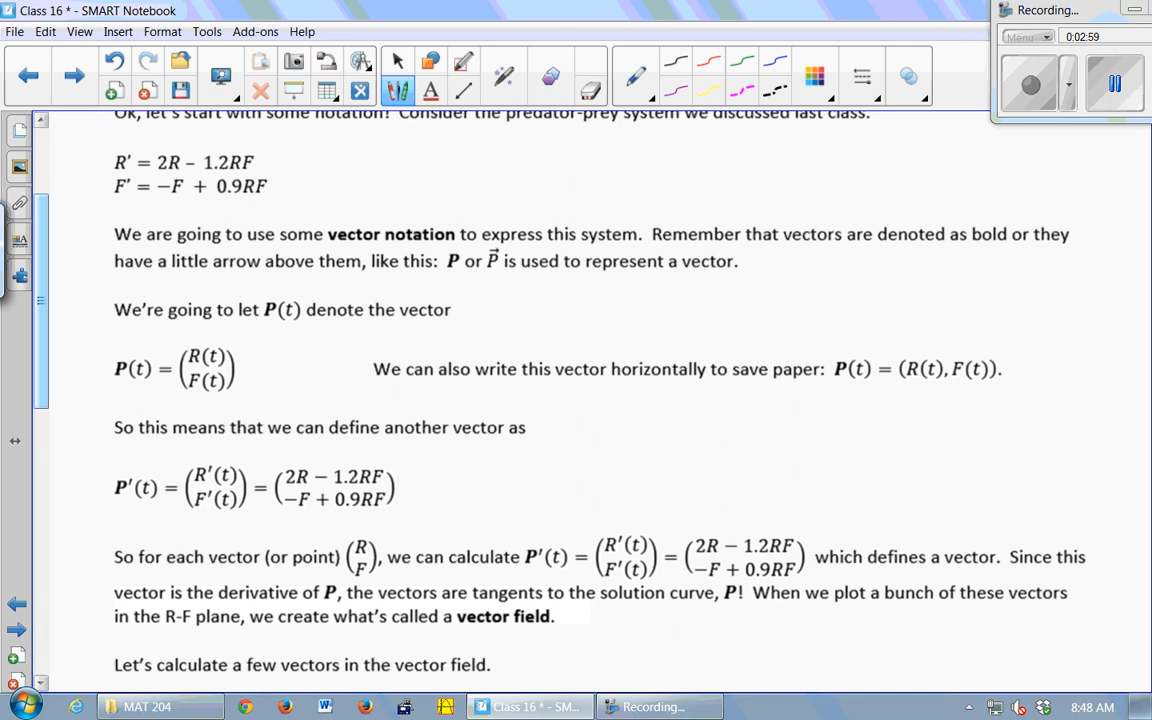 Class 16 * - SMART Notebook
Recording...
File Edit View Insert Format Tools Add-ons Help
Menu
0:02:59
Ok, let's start with some notation! Consider the predator-prey system we discussed last class.
R′ = 2R − 1.2RF
F′ = −F + 0.9RF
We are going to use some vector notation to express this system. Remember that vectors are denoted as bold or they
have a little arrow above them, like this: P or P⃗ is used to represent a vector.
We're going to let P(t) denote the vector
P(t) = (R(t) F(t)) We can also write this vector horizontally to save paper: P(t) = (R(t), F(t)).
So this means that we can define another vector as
P′(t) = (R′(t) F′(t)) = (2R − 1.2RF −F + 0.9RF)
So for each vector (or point) (R F), we can calculate P′(t) = (R′(t) F′(t)) = (2R − 1.2RF −F + 0.9RF) which defines a vector. Since this
vector is the derivative of P, the vectors are tangents to the solution curve, P! When we plot a bunch of these vectors
in the R-F plane, we create what's called a vector field.
Let's calculate a few vectors in the vector field.
MAT 204
Class 16 * - SM...
Recording...
8:48 AM